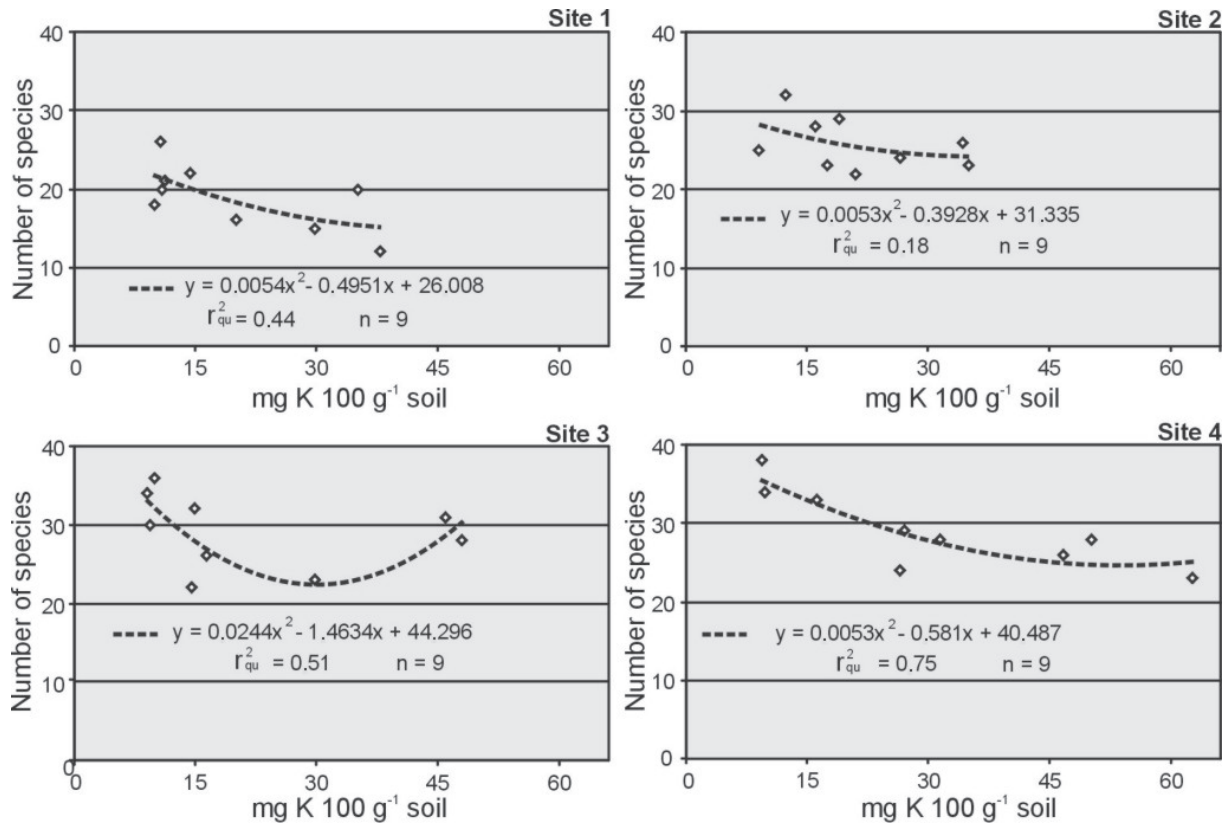 Site 1
40
30
20
10
0
Number of species
y = 0.0054x² - 0.4951x + 26.008
r²qu = 0.44 n = 9
0 15 30 45 60
mg K 100 g⁻¹ soil
Site 2
40
30
20
10
0
Number of species
y = 0.0053x² - 0.3928x + 31.335
r²qu = 0.18 n = 9
0 15 30 45 60
mg K 100 g⁻¹ soil
Site 3
40
30
20
10
0
Number of species
y = 0.0244x² - 1.4634x + 44.296
r²qu = 0.51 n = 9
0 15 30 45 60
mg K 100 g⁻¹ soil
Site 4
40
30
20
10
0
Number of species
y = 0.0053x² - 0.581x + 40.487
r²qu = 0.75 n = 9
0 15 30 45 60
mg K 100 g⁻¹ soil